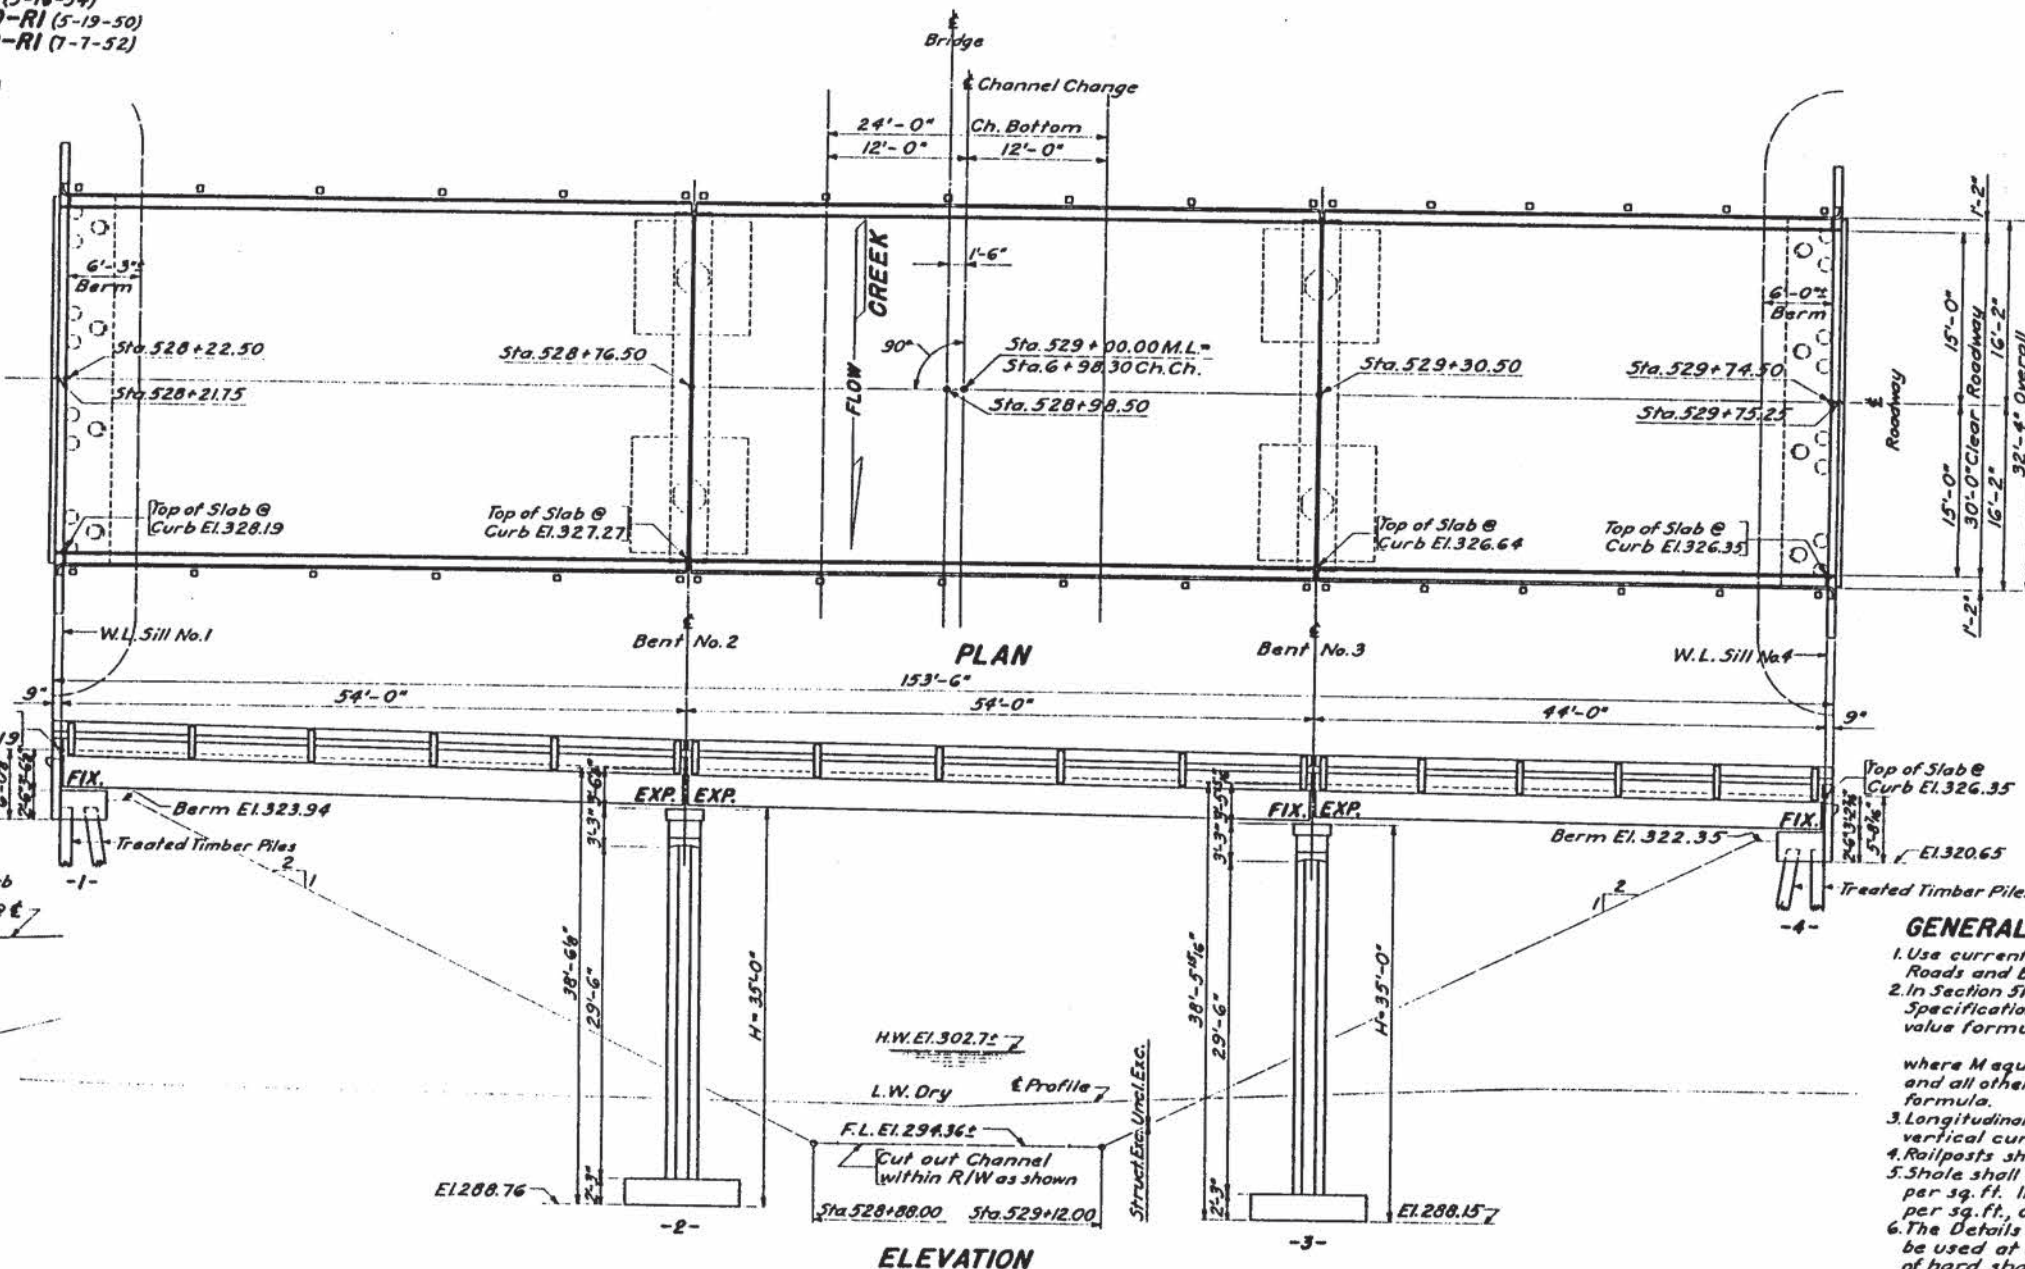 -RI (5-19-50)
-RI (7-7-52)
℄
Bridge
℄ Channel Change
24'-0" Ch. Bottom
12'-0" 12'-0"
1'-2"
CREEK
FLOW
1'-6"
90°
6'-3"±
Berm
6'-0"±
Berm
Sta. 528+22.50
Sta. 528+21.75
Sta. 528+76.50
Sta. 529+00.00 M.L.=
Sta. 6+98.30 Ch. Ch.
Sta. 528+98.50
Sta. 529+30.50
Sta. 529+74.50
Sta. 529+75.25
℄
Roadway
15'-0"
15'-0"
30'-0" Clear Roadway
16'-2"
16'-2"
32'-4" Overall
1'-2"
Top of Slab @
Curb El. 328.19
Top of Slab @
Curb El. 327.27
Top of Slab @
Curb El. 326.64
Top of Slab @
Curb El. 326.35
W.L. Sill No. 1
℄
Bent No. 2
PLAN
℄
Bent No. 3
W.L. Sill No. 4
153'-6"
9" 54'-0" 54'-0" 44'-0" 9"
FIX.
EXP. EXP.
FIX. EXP.
FIX.
Top of Slab @
Curb El. 326.35
Berm El. 323.94
Berm El. 322.35
El. 320.65
Treated Timber Piles
Treated Timber Piles
-1-
-4-
2
1
2
1
3'-3"
38'-6⅛"
29'-6"
2'-3"
H=35'-0"
3'-3"
38'-5 15/16"
29'-6"
2'-3"
H=35'-0"
H.W. El. 302.7±
L.W. Dry
℄ Profile
F.L. El. 294.36±
Cut out Channel
within R/W as shown
Struct. Exc. Uncl. Exc.
El. 288.76
El. 288.15
Sta 528+88.00 Sta. 529+12.00
-2-
-3-
ELEVATION
GENERAL
1. Use current
Roads and
2. In Section
Specification
value formu
where M equ
and all othe
formula.
3. Longitudinal
vertical cur
4. Railposts sh
5. Shale shall
per sq. ft.
per sq. ft.,
6. The Details
be used at
of hard sha